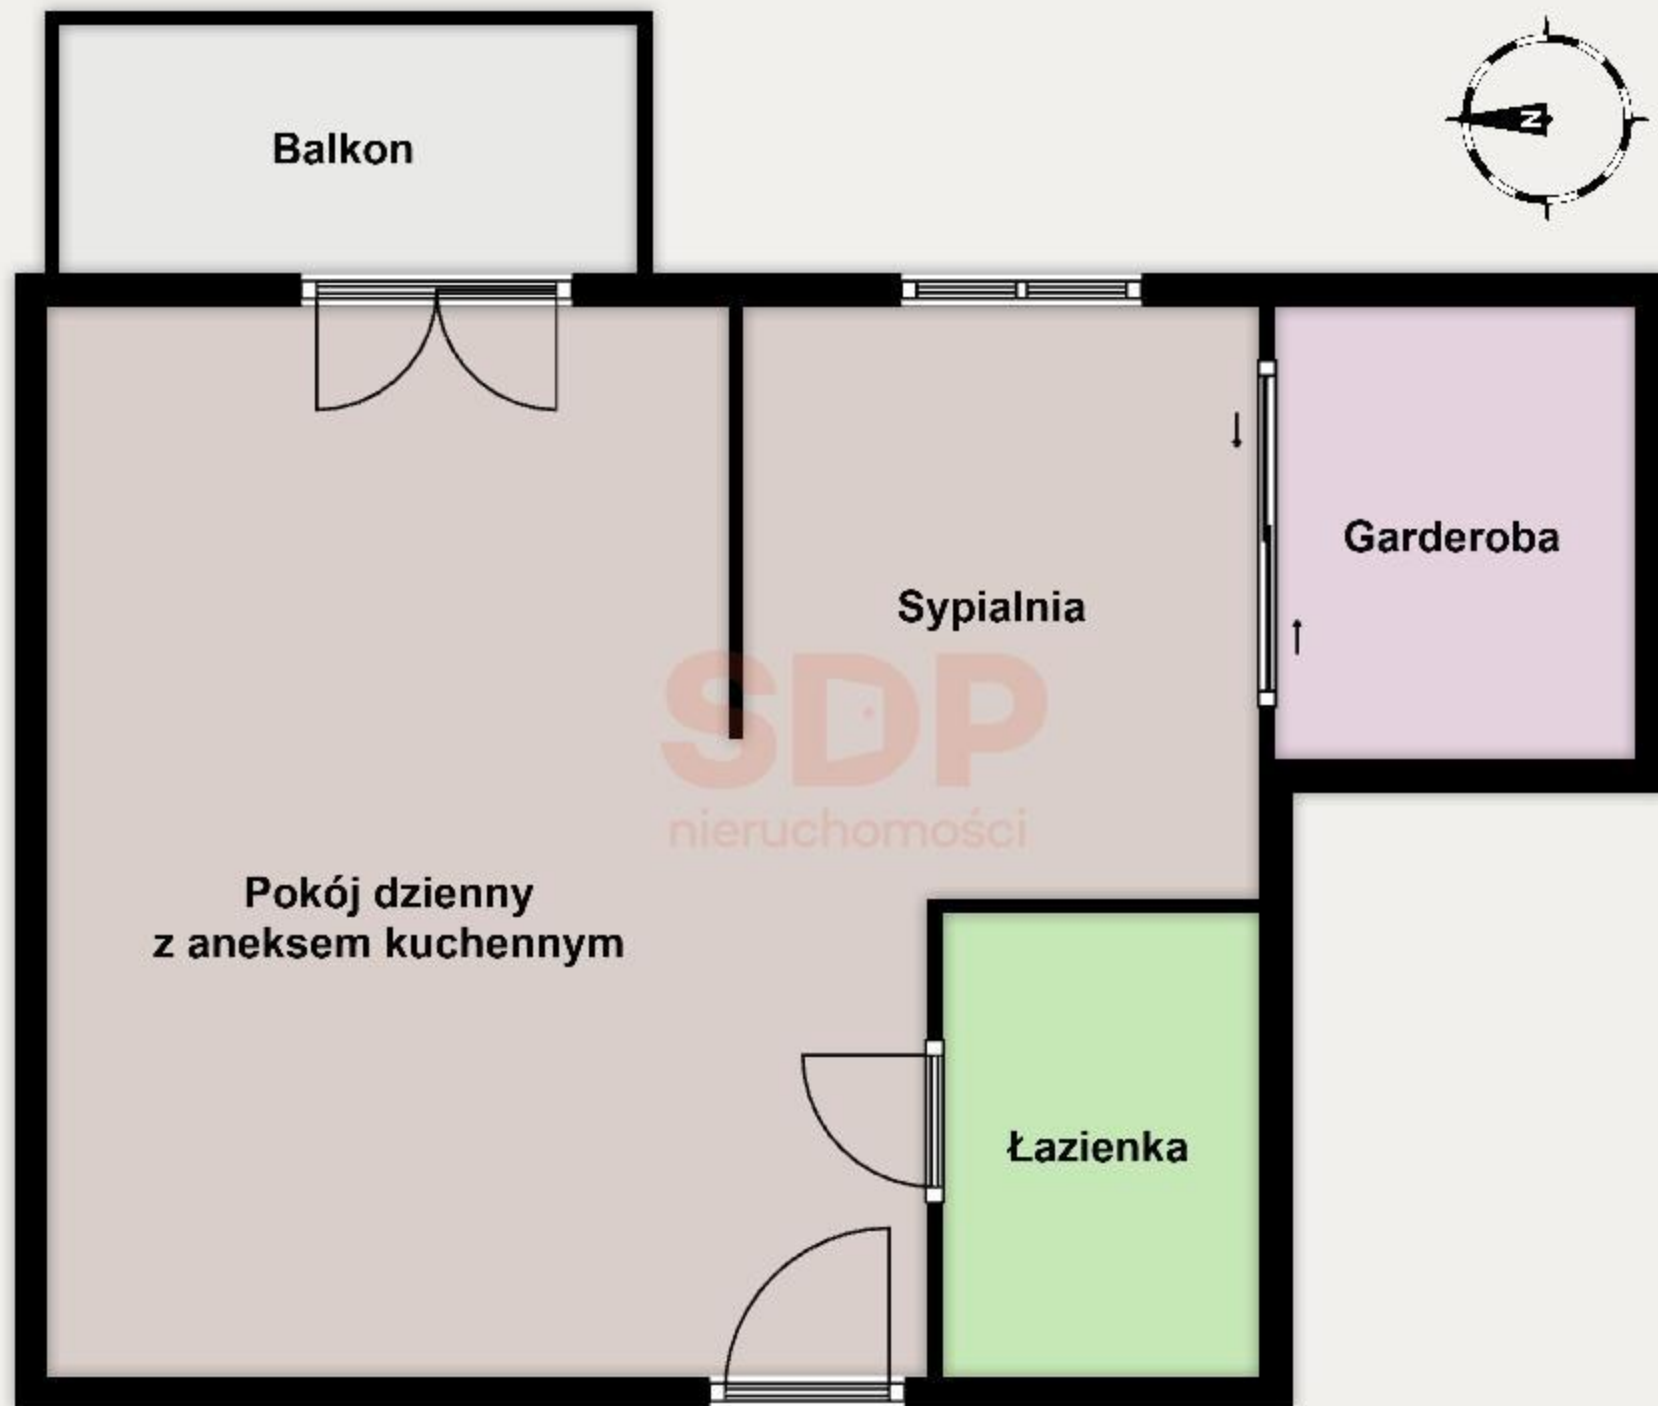 Balkon
N
Garderoba
Sypialnia
SDP
nieruchomości
Pokój dzienny
z aneksem kuchennym
Łazienka